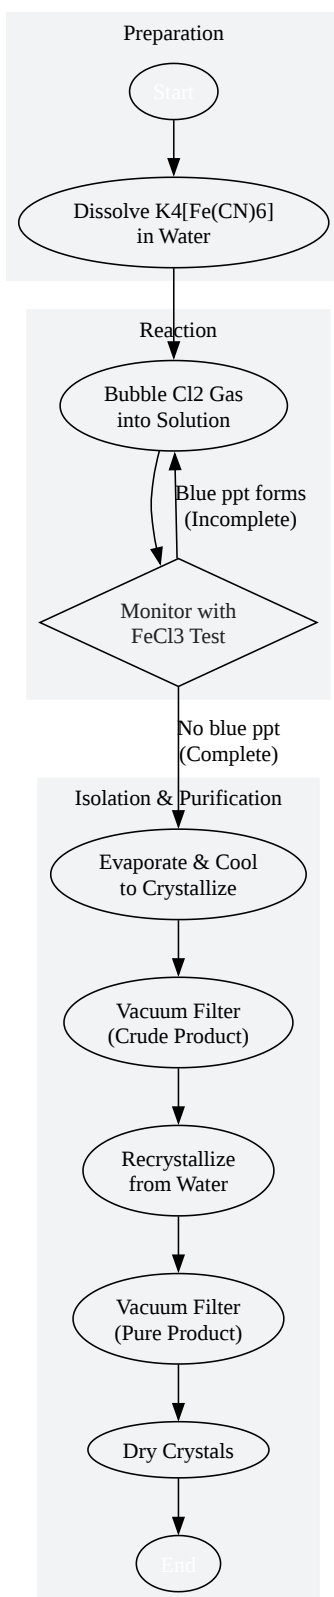 Preparation
Start
Dissolve K4[Fe(CN)6]
in Water
Reaction
Bubble Cl2 Gas
into Solution
Blue ppt forms
(Incomplete)
Monitor with
FeCl3 Test
No blue ppt
(Complete)
Isolation & Purification
Evaporate & Cool
to Crystallize
Vacuum Filter
(Crude Product)
Recrystallize
from Water
Vacuum Filter
(Pure Product)
Dry Crystals
End